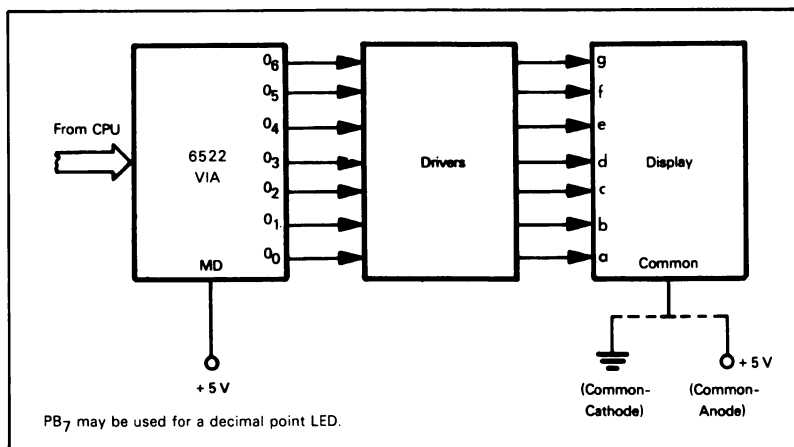 From CPU
6522
VIA
MD
+ 5 V
O6
O5
O4
O3
O2
O1
O0
Drivers
g
f
e
d
c
b
a
Display
Common
(Common-
Cathode)
+ 5 V
(Common-
Anode)
PB7 may be used for a decimal point LED.